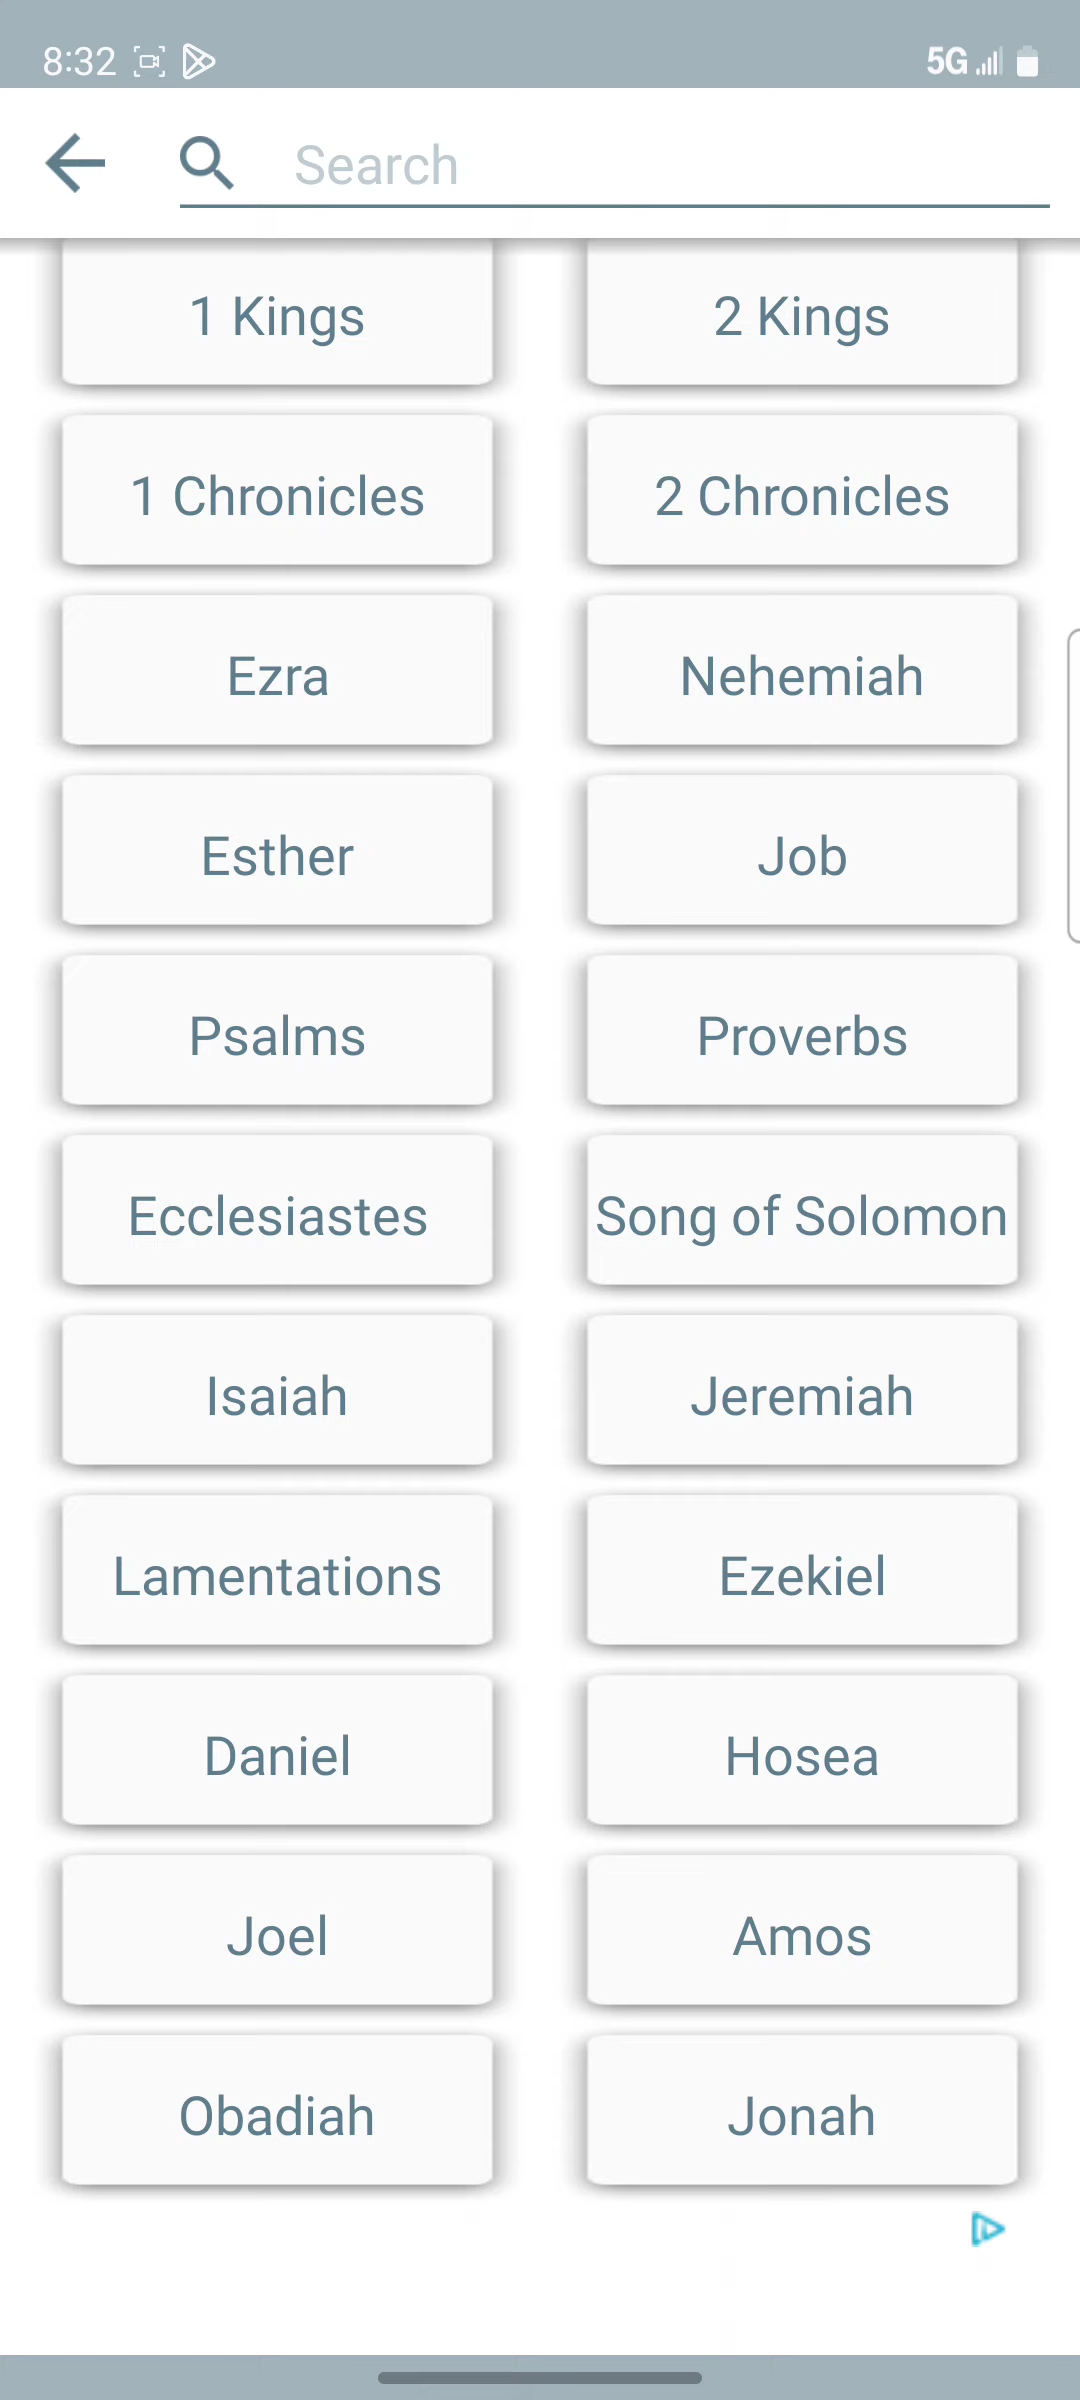 8:32
5G
Search
1 Kings
2 Kings
1 Chronicles
2 Chronicles
Ezra
Nehemiah
Esther
Job
Psalms
Proverbs
Ecclesiastes
Song of Solomon
Isaiah
Jeremiah
Lamentations
Ezekiel
Daniel
Hosea
Joel
Amos
Obadiah
Jonah